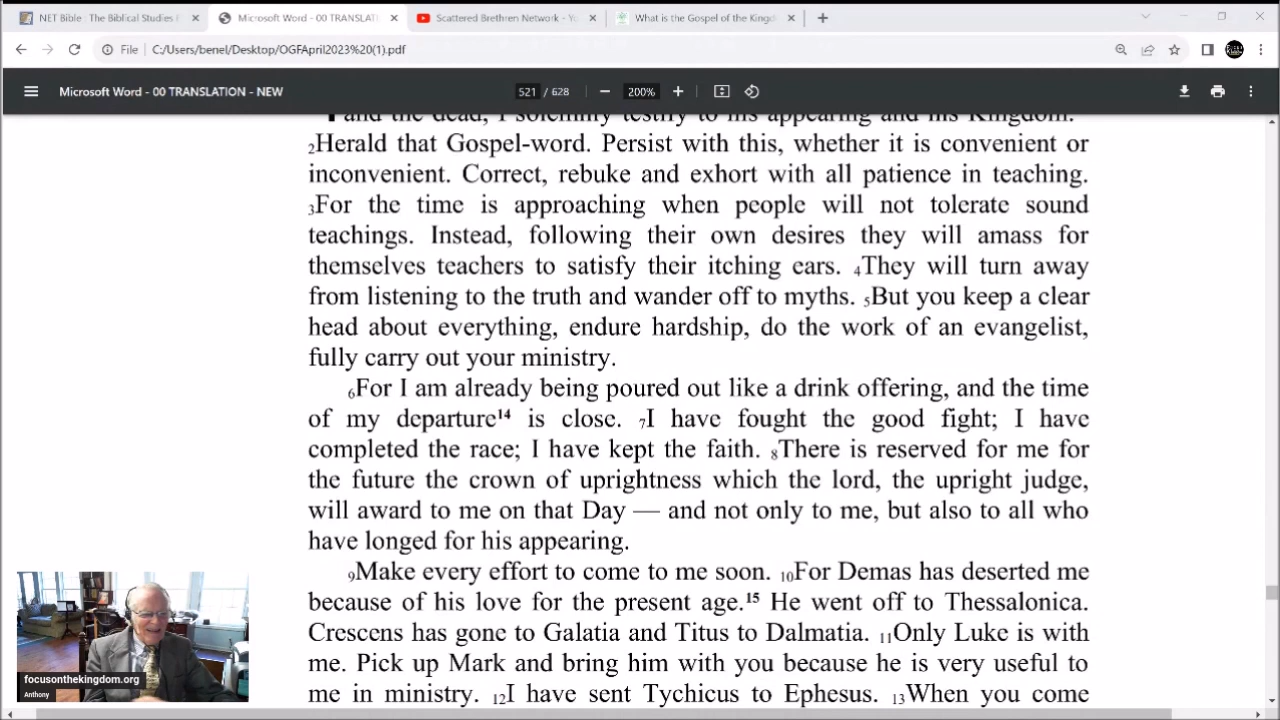 NET Bible : The Biblical Studies
Microsoft Word - 00 TRANSLATI
Scattered Brethren Network - Yo
What is the Gospel of the Kingd
File
C:/Users/benel/Desktop/OGFApril2023%20(1).pdf
Microsoft Word - 00 TRANSLATION - NEW
521 / 628
200%
and the dead, I solemnly testify to his appearing and his Kingdom.
2Herald that Gospel-word. Persist with this, whether it is convenient or
inconvenient. Correct, rebuke and exhort with all patience in teaching.
3For the time is approaching when people will not tolerate sound
teachings. Instead, following their own desires they will amass for
themselves teachers to satisfy their itching ears. 4They will turn away
from listening to the truth and wander off to myths. 5But you keep a clear
head about everything, endure hardship, do the work of an evangelist,
fully carry out your ministry.
6For I am already being poured out like a drink offering, and the time
of my departure14 is close. 7I have fought the good fight; I have
completed the race; I have kept the faith. 8There is reserved for me for
the future the crown of uprightness which the lord, the upright judge,
will award to me on that Day — and not only to me, but also to all who
have longed for his appearing.
9Make every effort to come to me soon. 10For Demas has deserted me
because of his love for the present age.15 He went off to Thessalonica.
Crescens has gone to Galatia and Titus to Dalmatia. 11Only Luke is with
me. Pick up Mark and bring him with you because he is very useful to
me in ministry. 12I have sent Tychicus to Ephesus. 13When you come
focusonthekingdom.org
Anthony